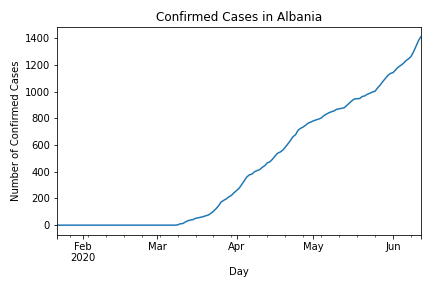 Confirmed Cases in Albania
Number of Confirmed Cases
1400
1200
1000
800
600
400
200
0
Feb
2020
Mar
Apr
May
Jun
Day